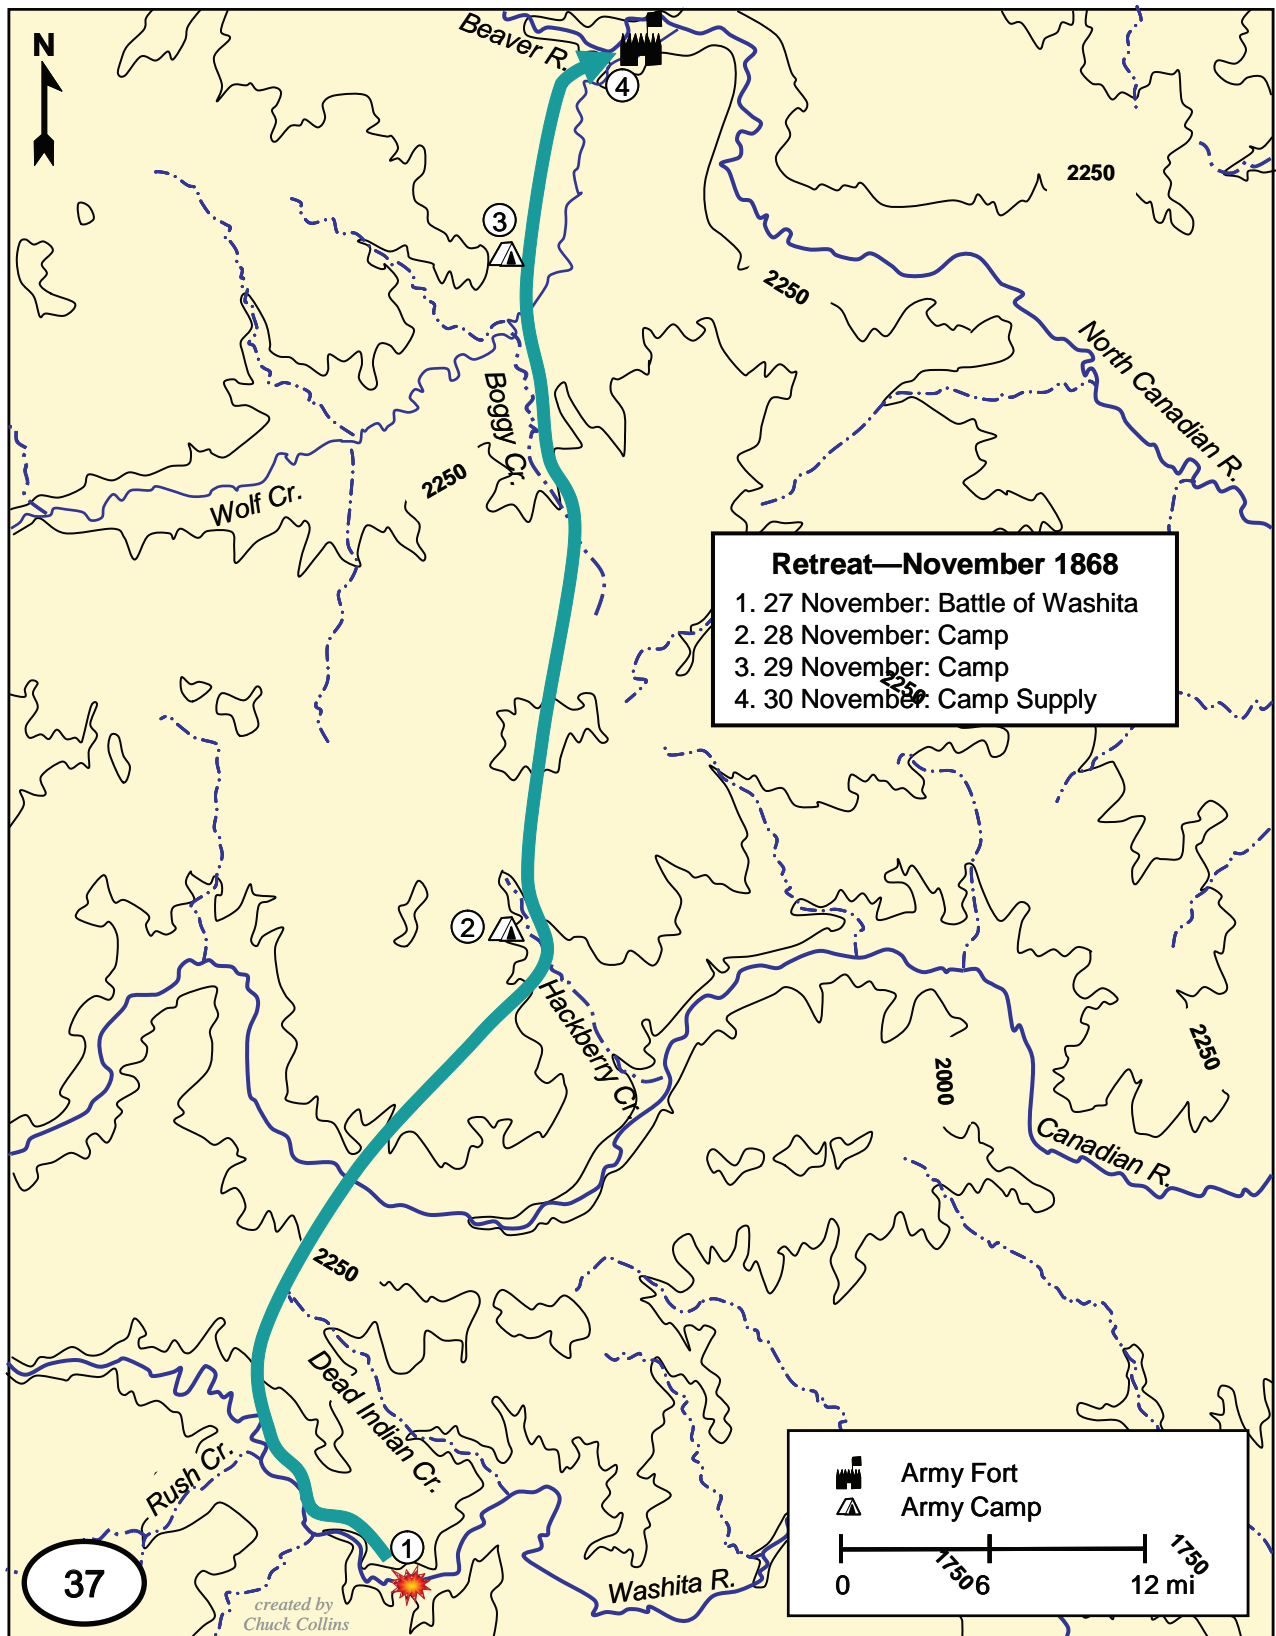 Beaver R.
N
4
2250
3
2250
North Canadian R.
Boggy Cr.
2250
Wolf Cr.
Retreat—November 1868
1. 27 November: Battle of Washita
2. 28 November: Camp
3. 29 November: Camp
2250
4. 30 November: Camp Supply
2
Hackberry Cr.
2250
2000
Canadian R.
2250
Dead Indian Cr.
Rush Cr.
Army Fort
Army Camp
1
1750
1750
0 6 12 mi
37
Washita R.
created by
Chuck Collins